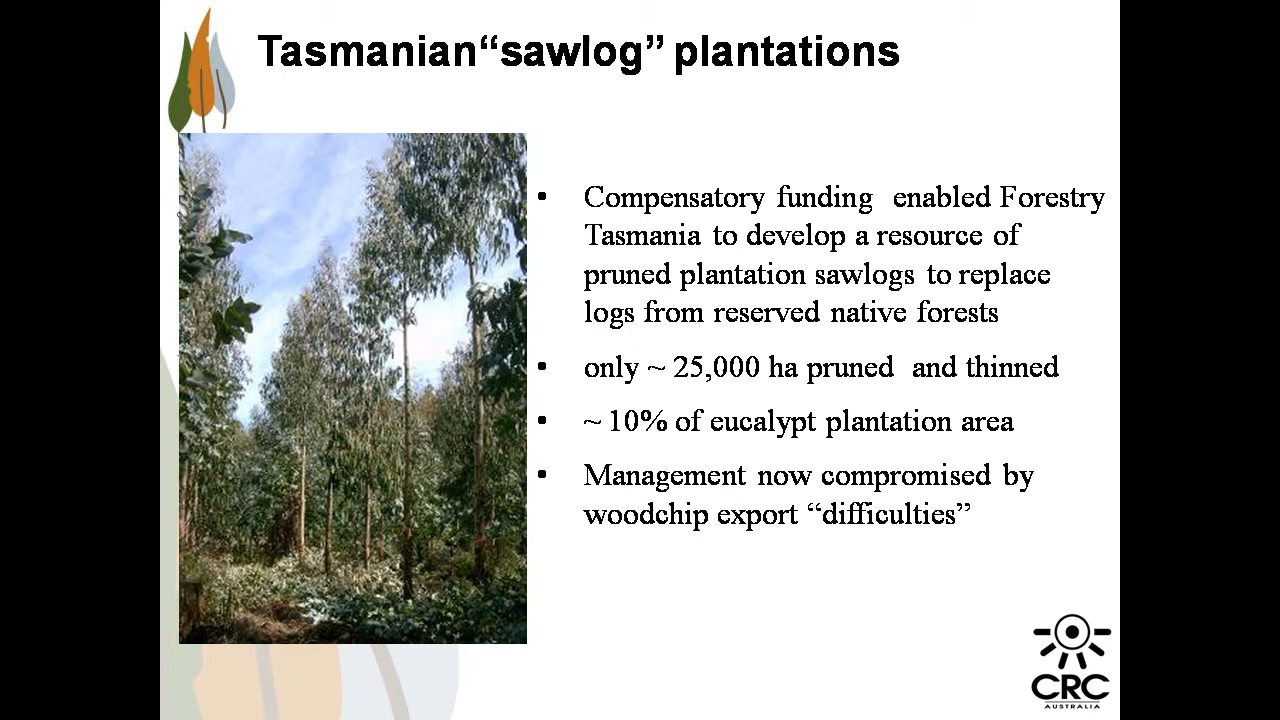 Tasmanian“sawlog” plantations
• Compensatory funding enabled Forestry
Tasmania to develop a resource of
pruned plantation sawlogs to replace
logs from reserved native forests
• only ~ 25,000 ha pruned and thinned
• ~ 10% of eucalypt plantation area
• Management now compromised by
woodchip export “difficulties”
CRC
AUSTRALIA